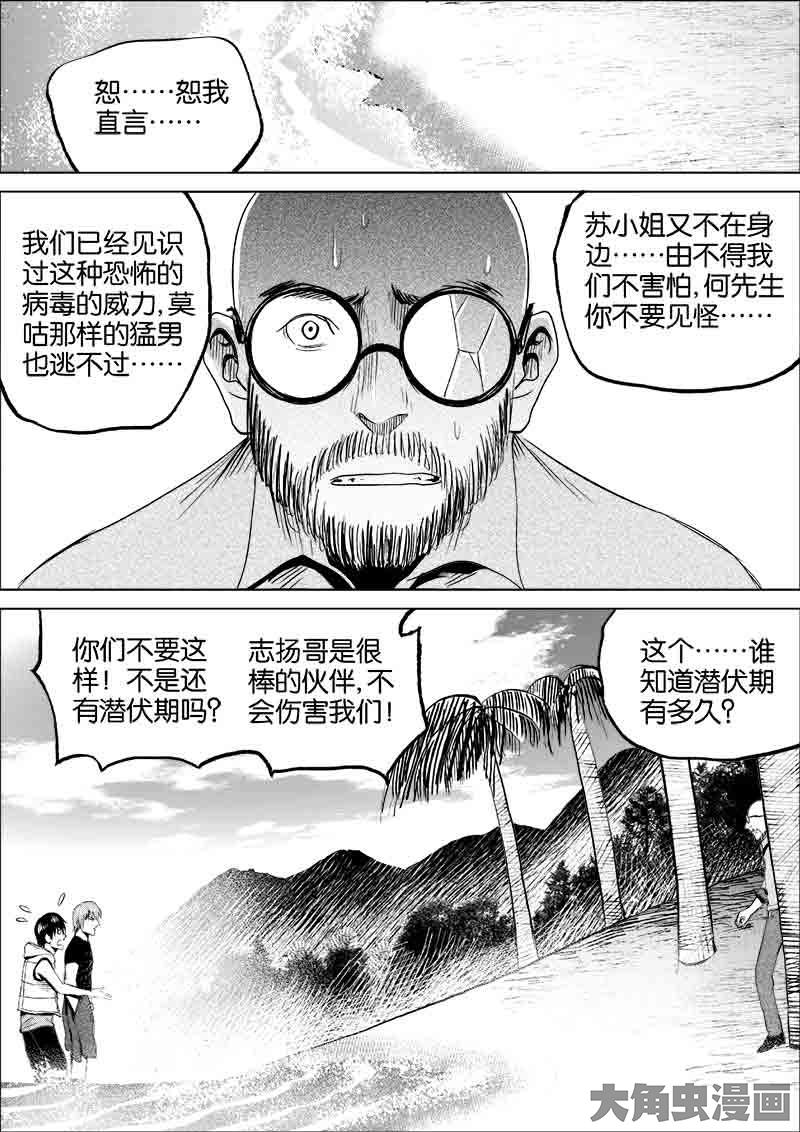 恕……恕我
直言……
苏小姐又不在身
边……由不得我
们不害怕,何先生
你不要见怪……
我们已经见识
过这种恐怖的
病毒的威力,莫
咕那样的猛男
也逃不过……
这个……谁
知道潜伏期
有多久?
志扬哥是很
棒的伙伴,不
会伤害我们!
你们不要这
样!不是还
有潜伏期吗?
大角虫漫画